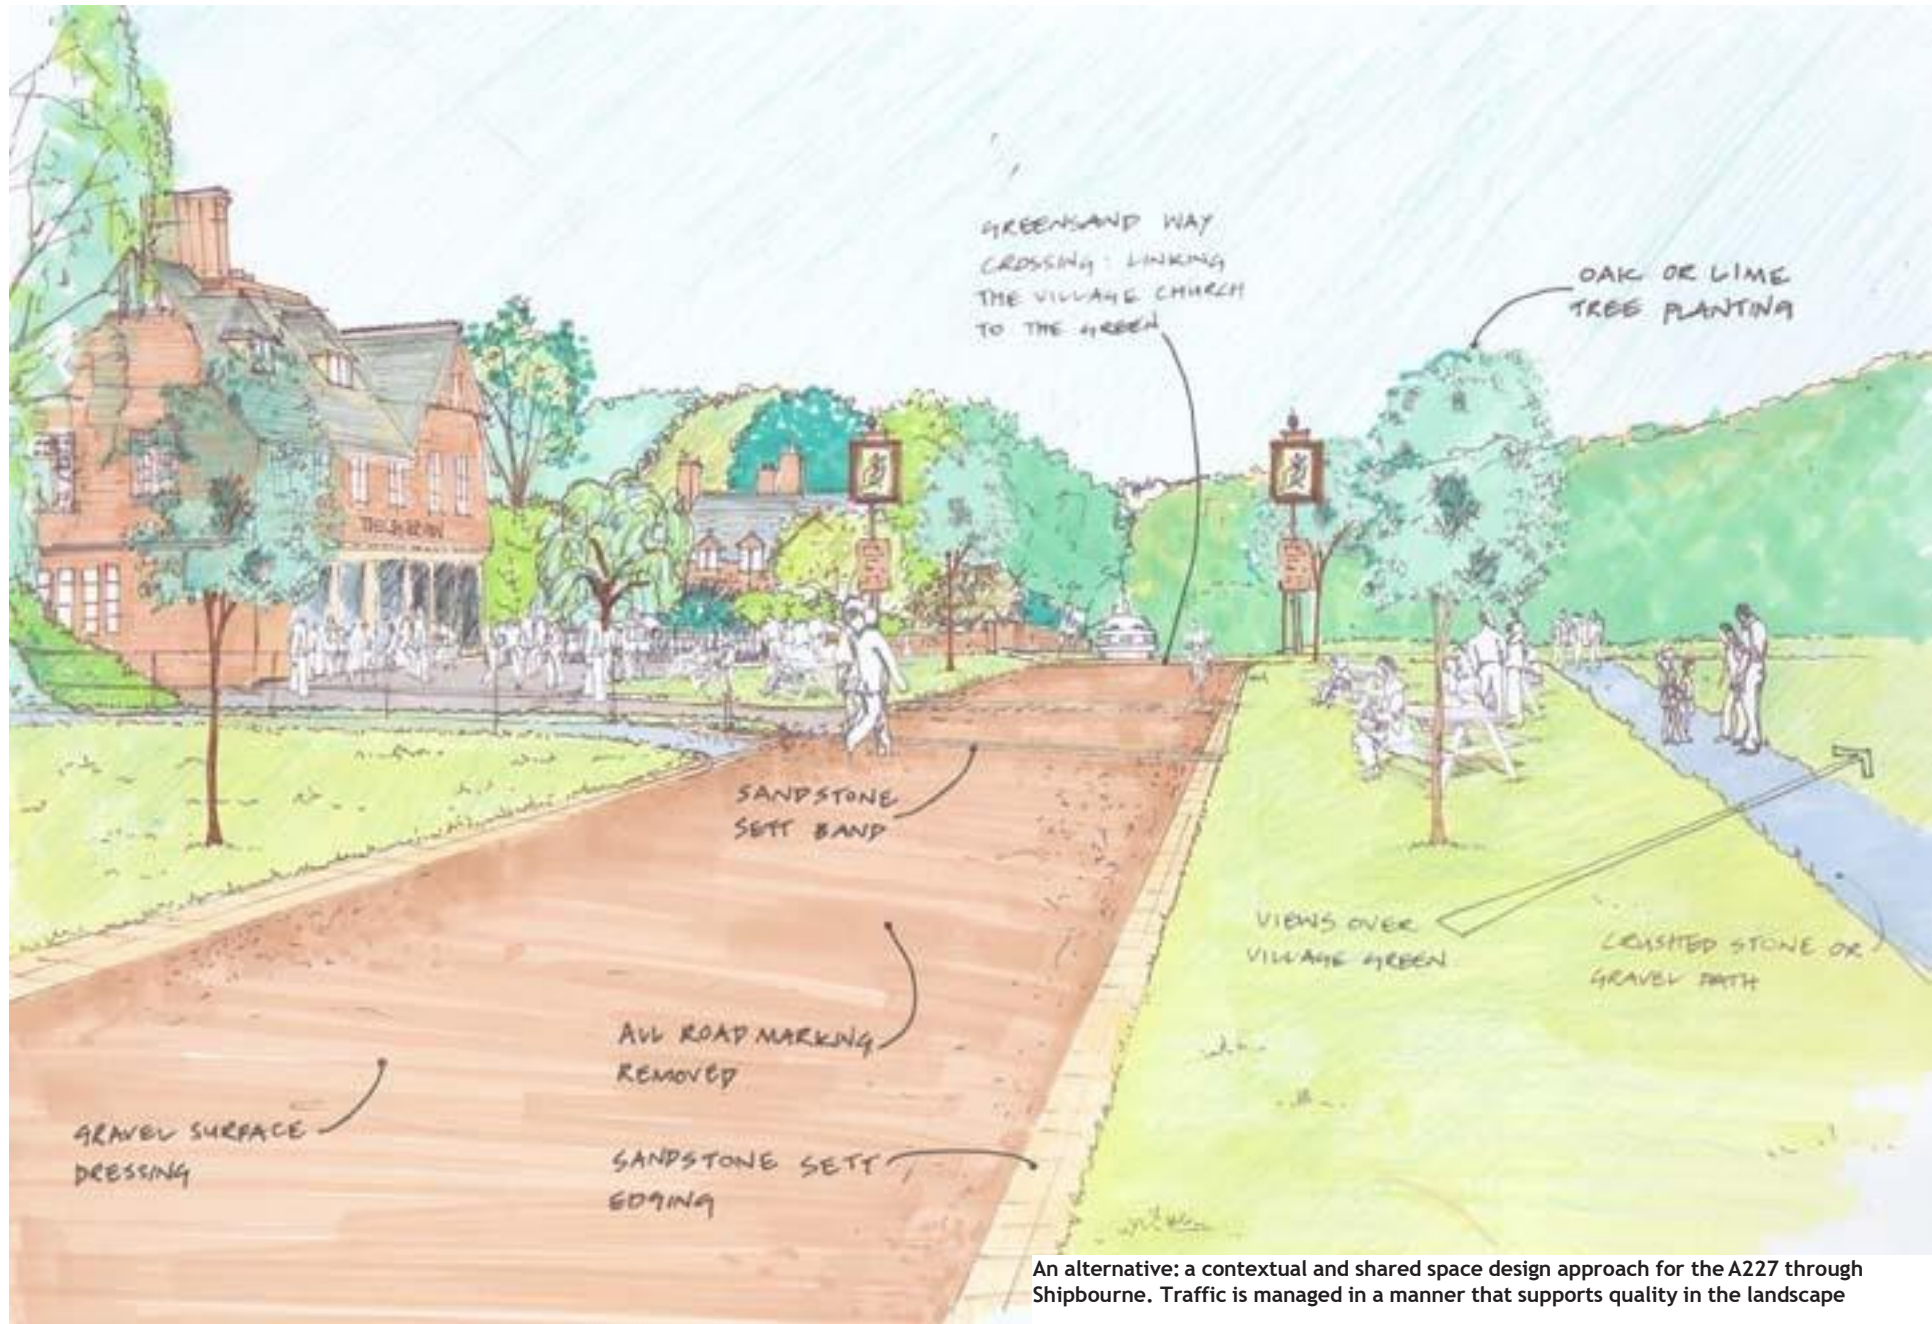 GREENSAND WAY
CROSSING: LINKING
THE VILLAGE CHURCH
TO THE GREEN
OAK OR LIME
TREE PLANTING
SANDSTONE
SETT BAND
VIEWS OVER
VILLAGE GREEN
CRUSHED STONE OR
GRAVEL PATH
ALL ROAD MARKING
REMOVED
GRAVEL SURFACE
DRESSING
SANDSTONE SETT
EDGING
An alternative: a contextual and shared space design approach for the A227 through
Shipbourne. Traffic is managed in a manner that supports quality in the landscape